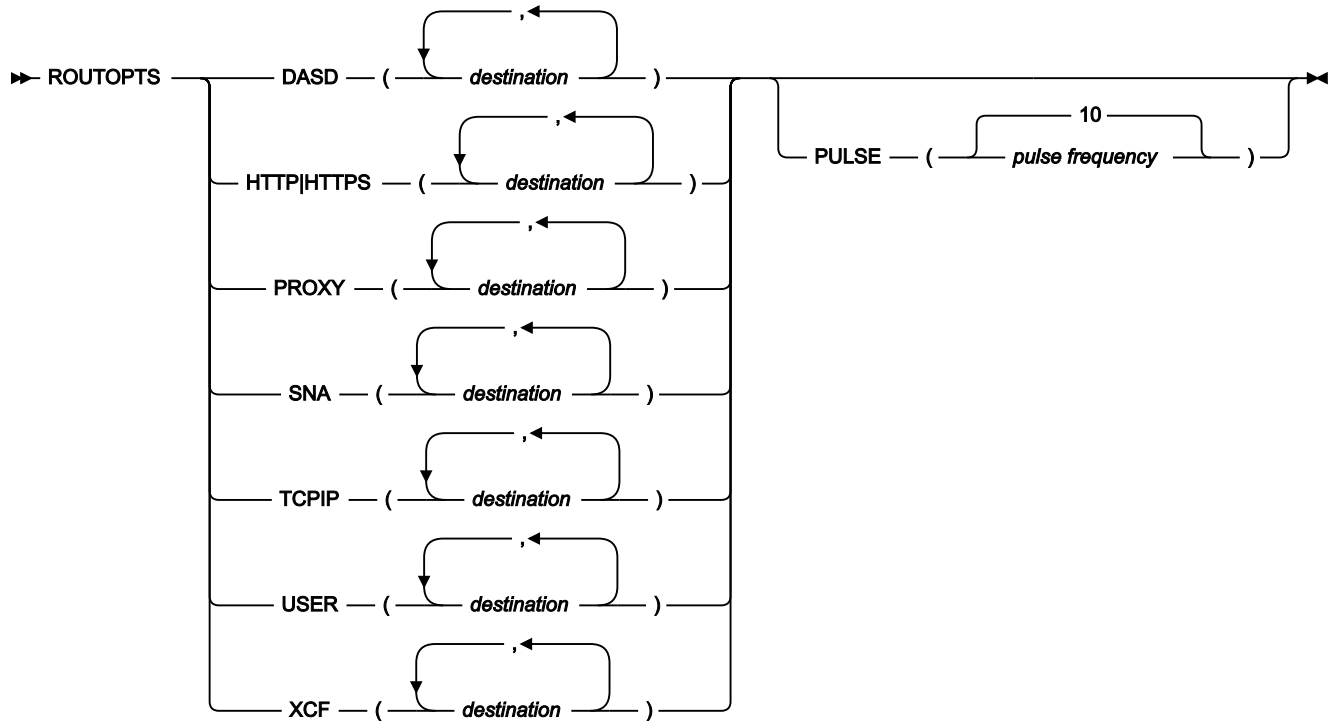 ,
ROUTOPTS DASD ( destination )
, 10
PULSE ( pulse frequency )
HTTP|HTTPS ( destination )
,
PROXY ( destination )
,
SNA ( destination )
,
TCPIP ( destination )
,
USER ( destination )
,
XCF ( destination )